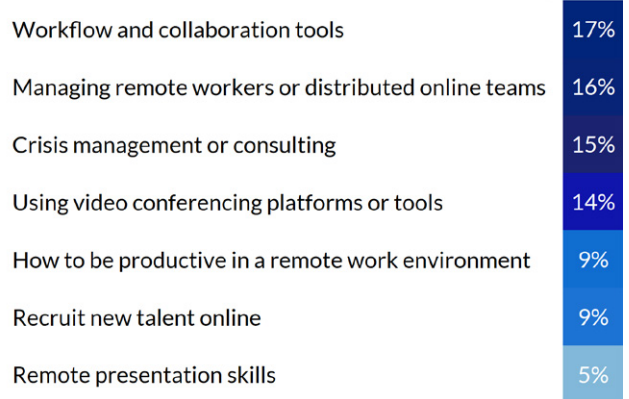 Workflow and collaboration tools 17%
Managing remote workers or distributed online teams 16%
Crisis management or consulting 15%
Using video conferencing platforms or tools 14%
How to be productive in a remote work environment 9%
Recruit new talent online 9%
Remote presentation skills 5%